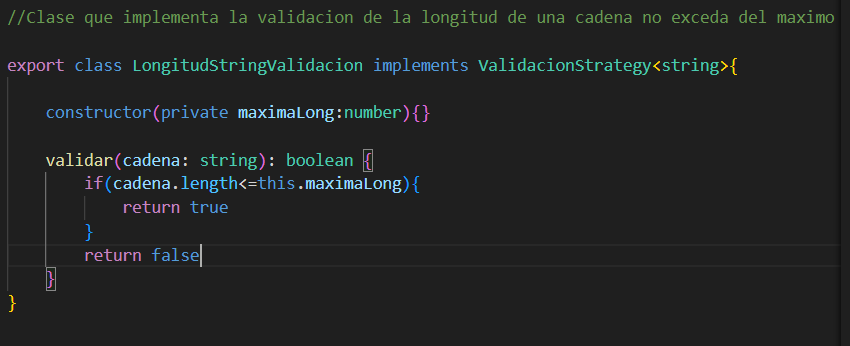 //Clase que implementa la validacion de la longitud de una cadena no exceda del maximo
export class LongitudStringValidacion implements ValidacionStrategy<string>{
constructor(private maximaLong:number){}
validar(cadena: string): boolean {
if(cadena.length<=this.maximaLong){
return true
}
return false
}
}